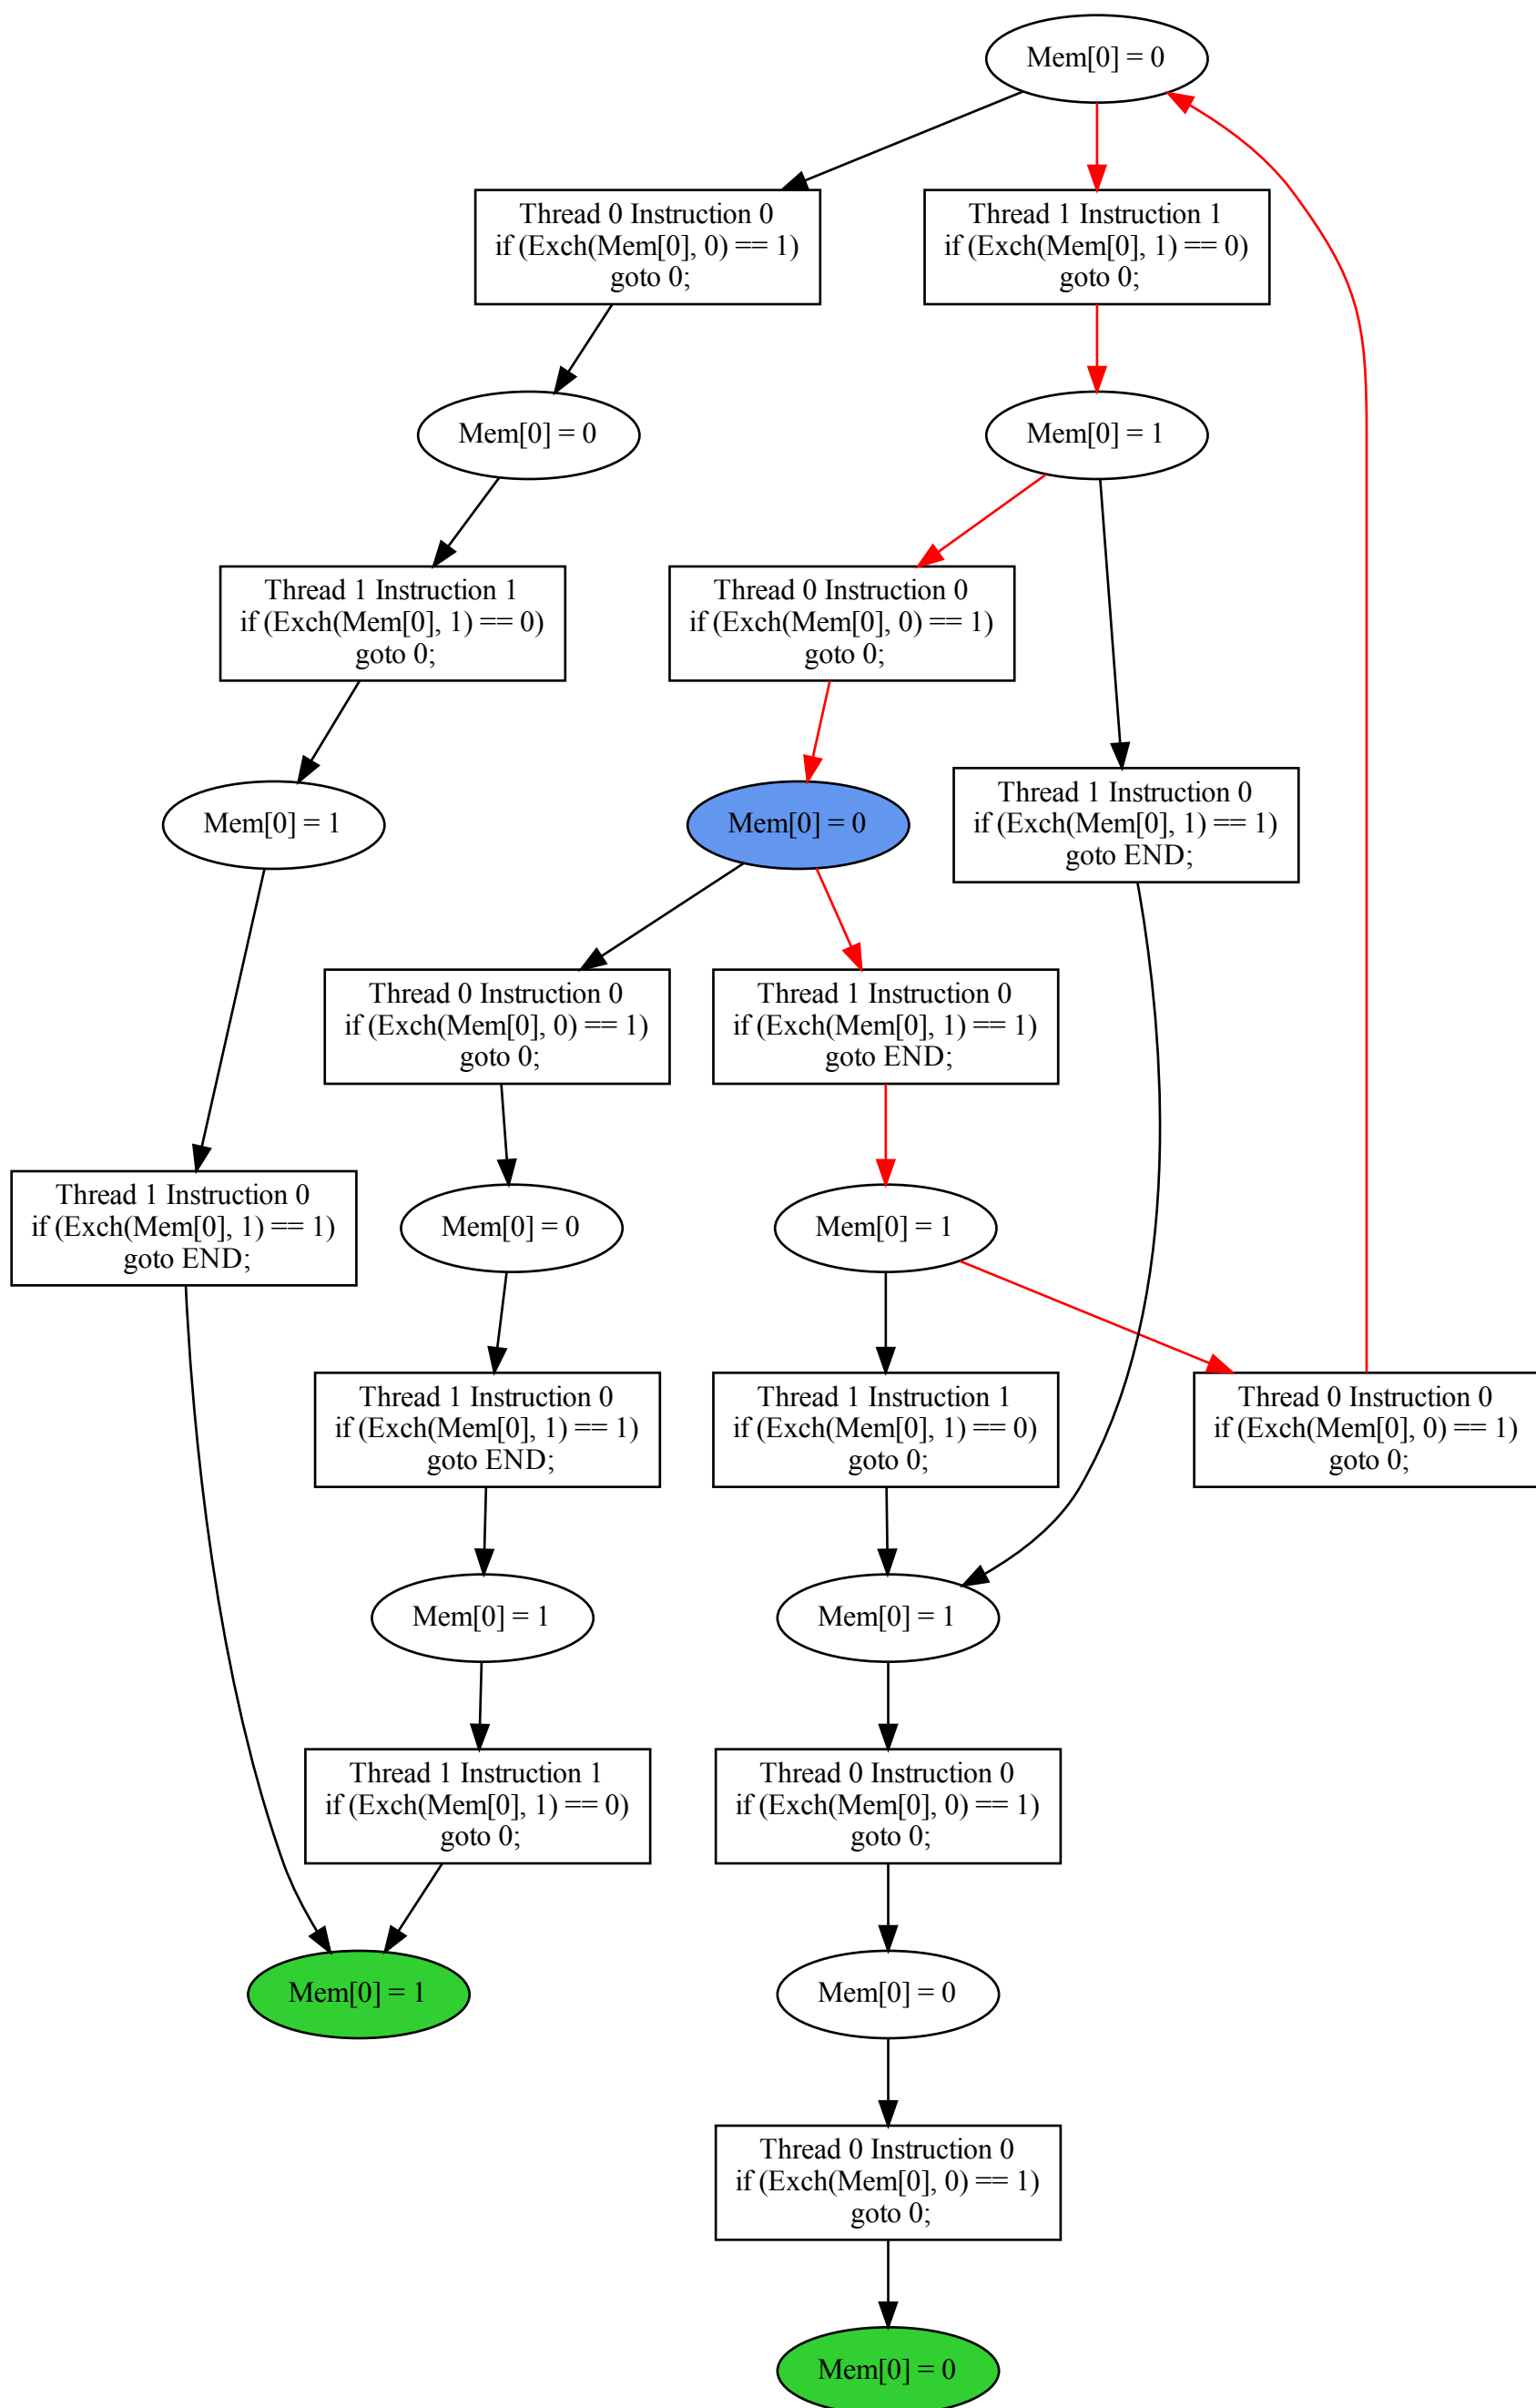 Mem[0] = 0
Thread 0 Instruction 0
if (Exch(Mem[0], 0) == 1)
goto 0;
Thread 1 Instruction 1
if (Exch(Mem[0], 1) == 0)
goto 0;
Mem[0] = 0
Mem[0] = 1
Thread 1 Instruction 1
if (Exch(Mem[0], 1) == 0)
goto 0;
Thread 0 Instruction 0
if (Exch(Mem[0], 0) == 1)
goto 0;
Mem[0] = 1
Mem[0] = 0
Thread 1 Instruction 0
if (Exch(Mem[0], 1) == 1)
goto END;
Thread 0 Instruction 0
if (Exch(Mem[0], 0) == 1)
goto 0;
Thread 1 Instruction 0
if (Exch(Mem[0], 1) == 1)
goto END;
Thread 1 Instruction 0
if (Exch(Mem[0], 1) == 1)
goto END;
Mem[0] = 0
Mem[0] = 1
Thread 1 Instruction 0
if (Exch(Mem[0], 1) == 1)
goto END;
Thread 1 Instruction 1
if (Exch(Mem[0], 1) == 0)
goto 0;
Thread 0 Instruction 0
if (Exch(Mem[0], 0) == 1)
goto 0;
Mem[0] = 1
Mem[0] = 1
Thread 1 Instruction 1
if (Exch(Mem[0], 1) == 0)
goto 0;
Thread 0 Instruction 0
if (Exch(Mem[0], 0) == 1)
goto 0;
Mem[0] = 1
Mem[0] = 0
Thread 0 Instruction 0
if (Exch(Mem[0], 0) == 1)
goto 0;
Mem[0] = 0